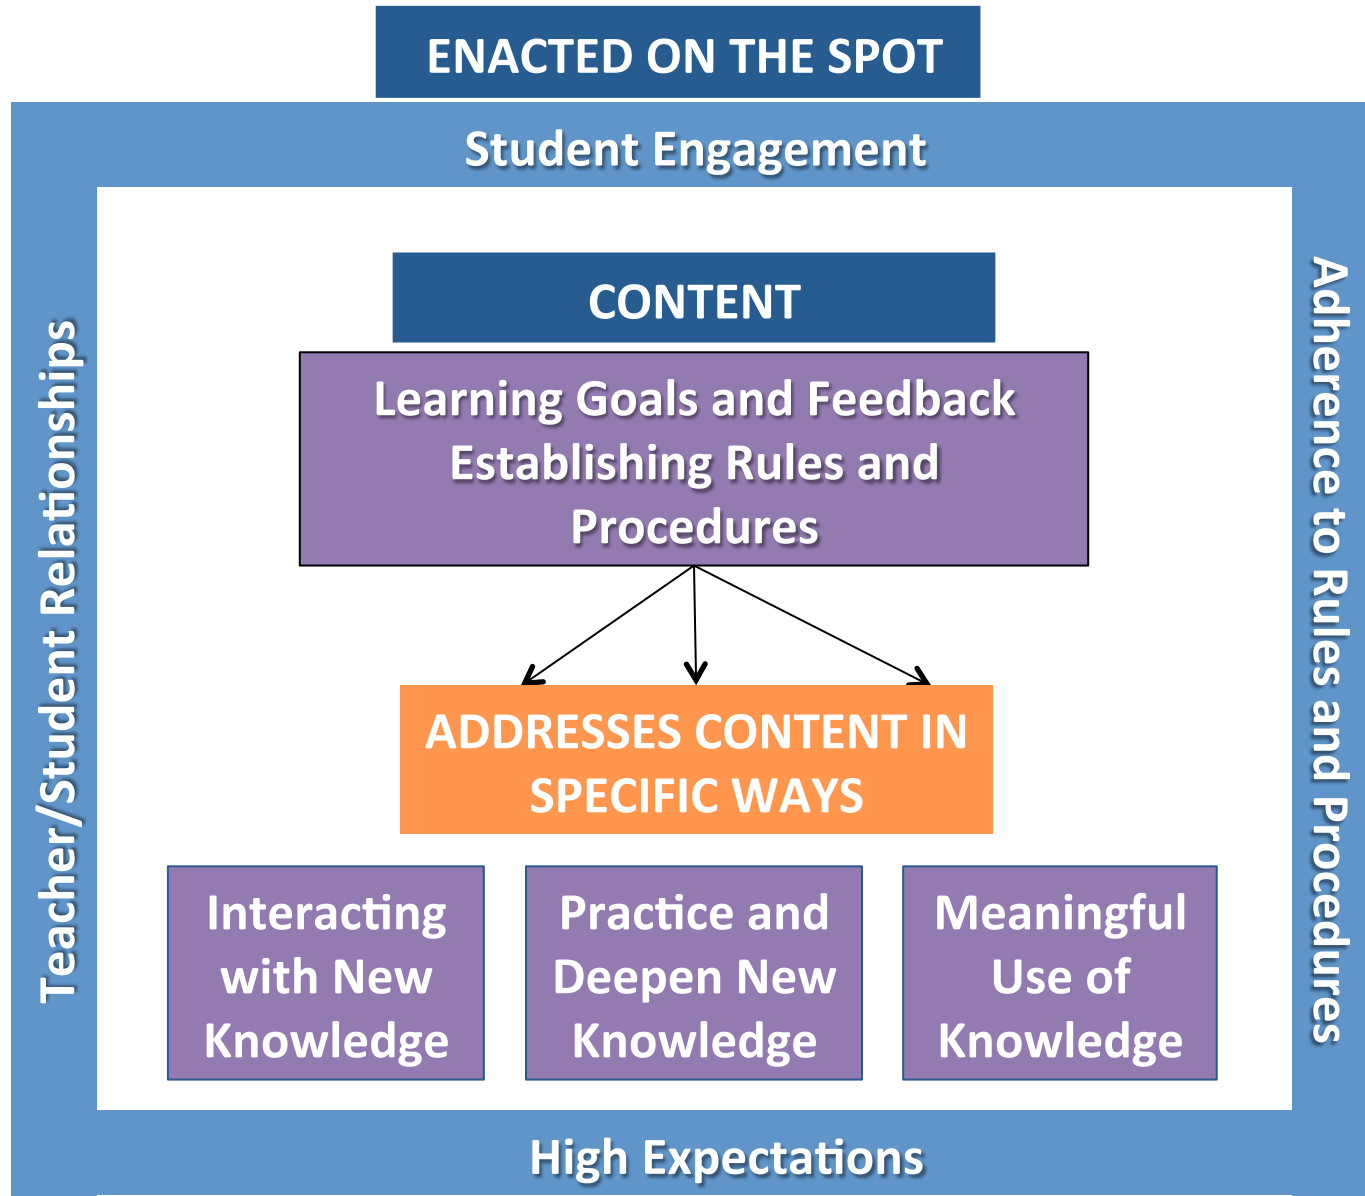 ENACTED ON THE SPOT
Student Engagement
Teacher/Student Relationships
CONTENT
Learning Goals and Feedback
Establishing Rules and
Procedures
ADDRESSES CONTENT IN
SPECIFIC WAYS
Interacting
with New
Knowledge
Practice and
Deepen New
Knowledge
Meaningful
Use of
Knowledge
Adherence to Rules and Procedures
High Expectations